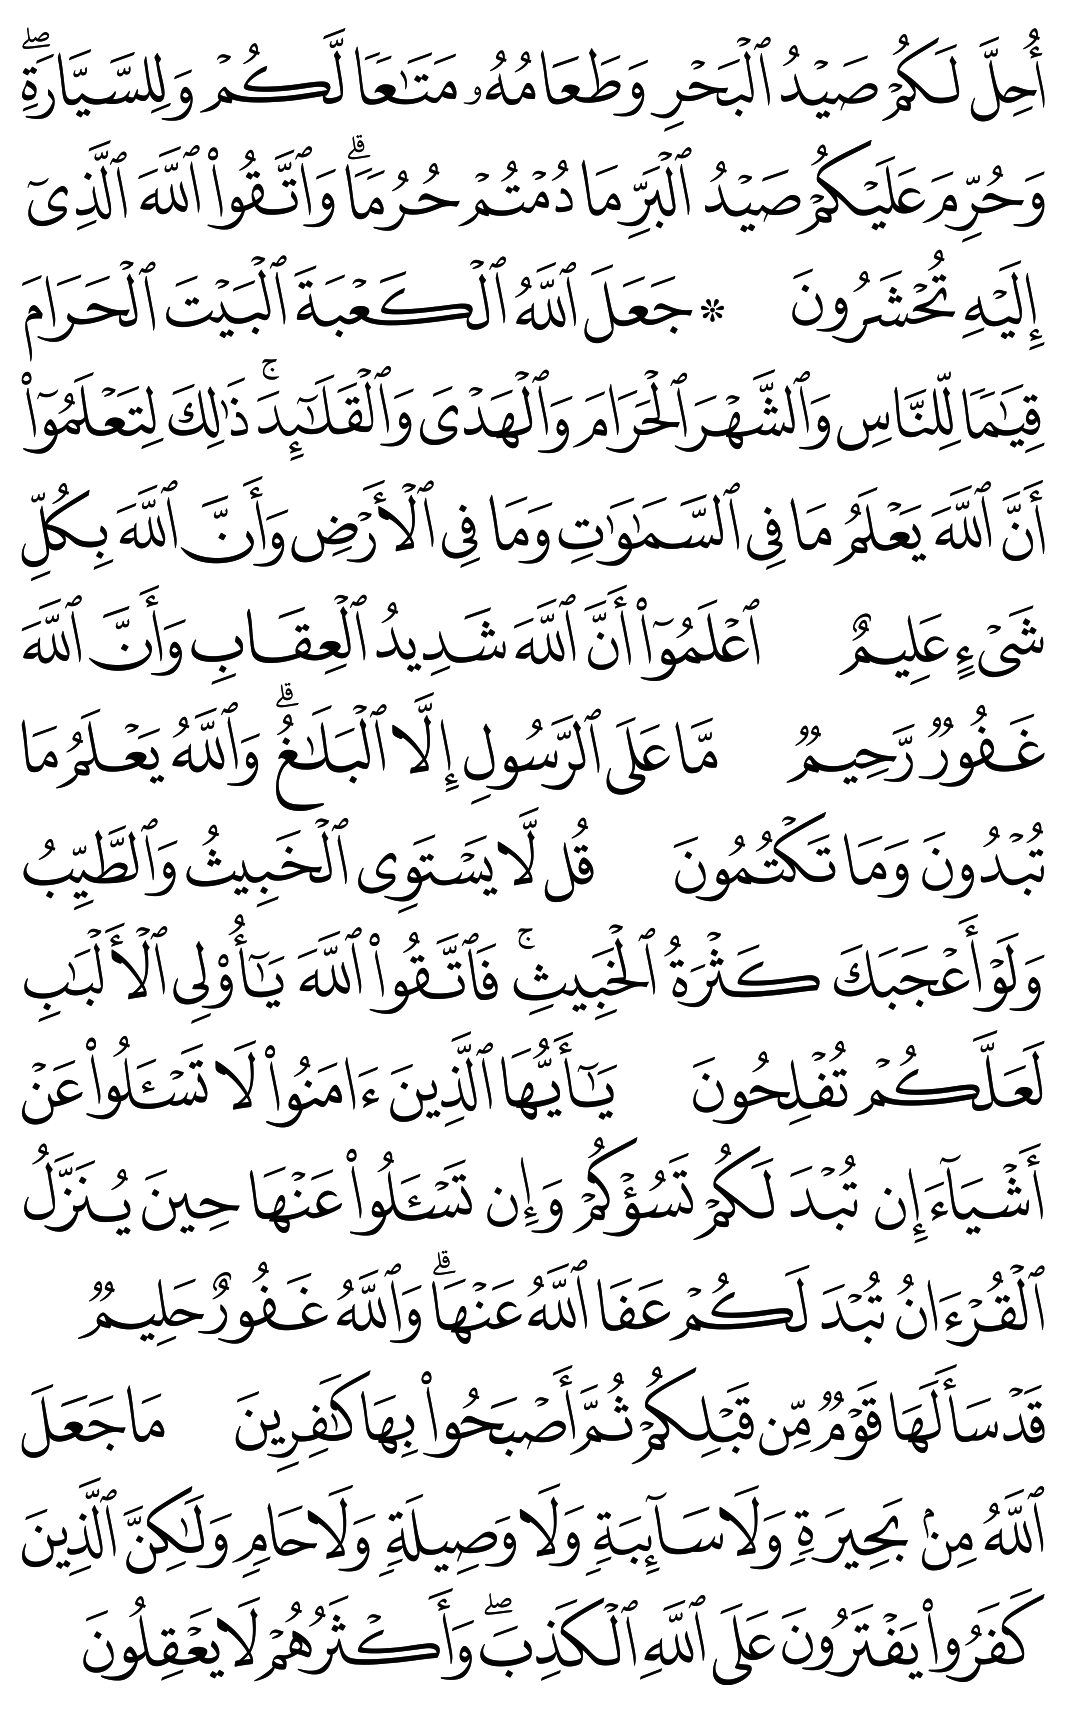 أُحِلَّ لَكُمۡ صَيۡدُ ٱلۡبَحۡرِ وَطَعَامُهُۥ مَتَٰعٗا لَّكُمۡ وَلِلسَّيَّارَةِۖ
وَحُرِّمَ عَلَيۡكُمۡ صَيۡدُ ٱلۡبَرِّ مَا دُمۡتُمۡ حُرُمٗاۗ وَٱتَّقُواْ ٱللَّهَ ٱلَّذِىٓ
إِلَيۡهِ تُحۡشَرُونَ ۞ جَعَلَ ٱللَّهُ ٱلۡكَعۡبَةَ ٱلۡبَيۡتَ ٱلۡحَرَامَ
قِيَٰمٗا لِّلنَّاسِ وَٱلشَّهۡرَ ٱلۡحَرَامَ وَٱلۡهَدۡىَ وَٱلۡقَلَٰٓئِدَۚ ذَٰلِكَ لِتَعۡلَمُوٓاْ
أَنَّ ٱللَّهَ يَعۡلَمُ مَا فِى ٱلسَّمَٰوَٰتِ وَمَا فِى ٱلۡأَرۡضِ وَأَنَّ ٱللَّهَ بِكُلِّ
شَىۡءٍ عَلِيمٌ ٱعۡلَمُوٓاْ أَنَّ ٱللَّهَ شَدِيدُ ٱلۡعِقَابِ وَأَنَّ ٱللَّهَ
غَفُورٞ رَّحِيمٞ مَّا عَلَى ٱلرَّسُولِ إِلَّا ٱلۡبَلَٰغُۗ وَٱللَّهُ يَعۡلَمُ مَا
تُبۡدُونَ وَمَا تَكۡتُمُونَ قُل لَّا يَسۡتَوِى ٱلۡخَبِيثُ وَٱلطَّيِّبُ
وَلَوۡ أَعۡجَبَكَ كَثۡرَةُ ٱلۡخَبِيثِۚ فَٱتَّقُواْ ٱللَّهَ يَٰٓأُوْلِى ٱلۡأَلۡبَٰبِ
لَعَلَّكُمۡ تُفۡلِحُونَ يَٰٓأَيُّهَا ٱلَّذِينَ ءَامَنُواْ لَا تَسۡـَٔلُواْ عَنۡ
أَشۡيَآءَ إِن تُبۡدَ لَكُمۡ تَسُؤۡكُمۡ وَإِن تَسۡـَٔلُواْ عَنۡهَا حِينَ يُنَزَّلُ
ٱلۡقُرۡءَانُ تُبۡدَ لَكُمۡ عَفَا ٱللَّهُ عَنۡهَاۗ وَٱللَّهُ غَفُورٌ حَلِيمٞ
قَدۡ سَأَلَهَا قَوۡمٞ مِّن قَبۡلِكُمۡ ثُمَّ أَصۡبَحُواْ بِهَا كَٰفِرِينَ مَا جَعَلَ
ٱللَّهُ مِنۢ بَحِيرَةٖ وَلَا سَآئِبَةٖ وَلَا وَصِيلَةٖ وَلَا حَامٖ وَلَٰكِنَّ ٱلَّذِينَ
كَفَرُواْ يَفۡتَرُونَ عَلَى ٱللَّهِ ٱلۡكَذِبَۖ وَأَكۡثَرُهُمۡ لَا يَعۡقِلُونَ